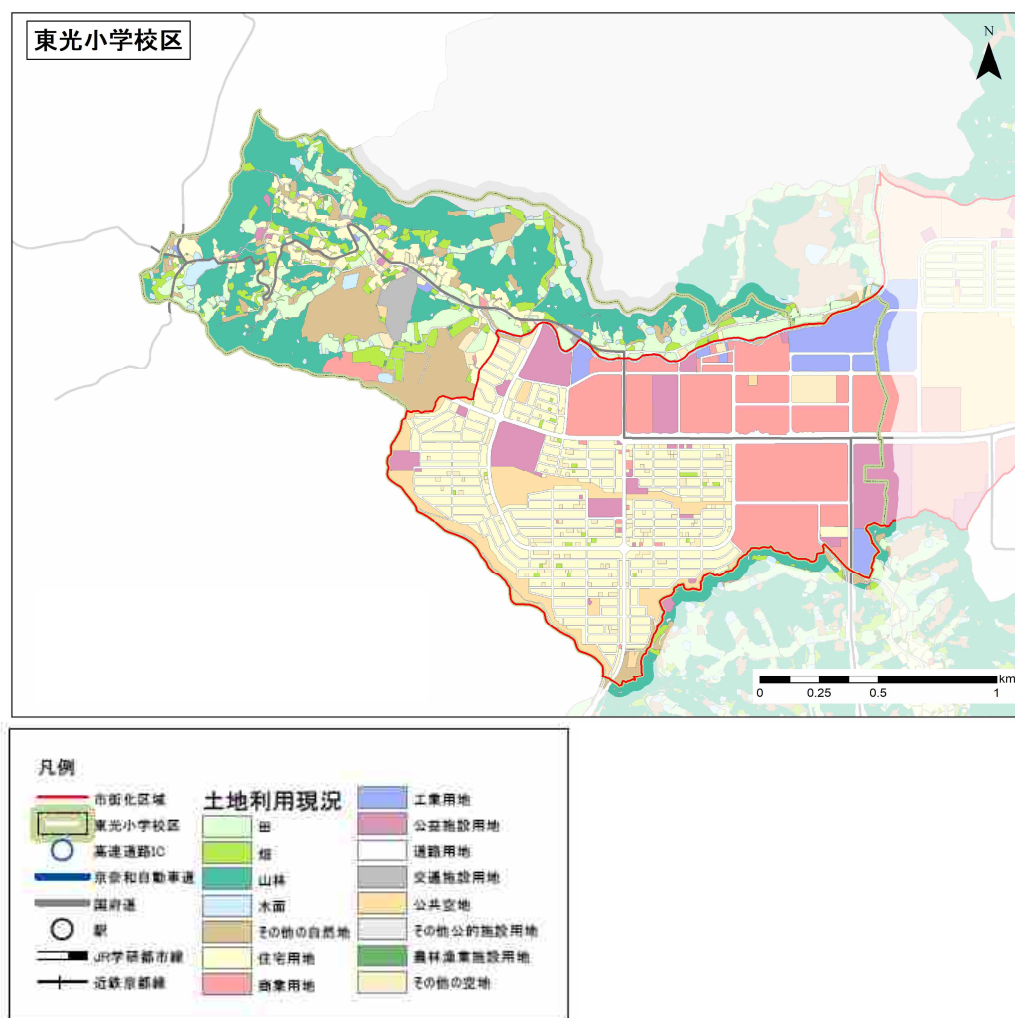 東光小学校区
N
km
0 0.25 0.5 1
凡例
市街化区域
東光小学校区
高速道路IC
京奈和自動車道
国府道
駅
JR学研都市線
近鉄京都線
土地利用現況
田
畑
山林
水面
その他の自然地
住宅用地
商業用地
工業用地
公益施設用地
道路用地
交通施設用地
公共空地
その他公的施設用地
農林漁業施設用地
その他の空地